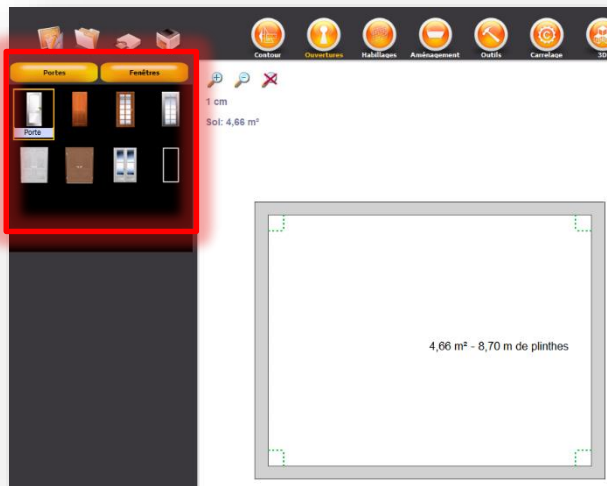 Contour Ouvertures Habillages Aménagement Outils Carrelage 3D
Portes Fenêtres
Porte
1 cm
Sol: 4,66 m²
4,66 m² - 8,70 m de plinthes